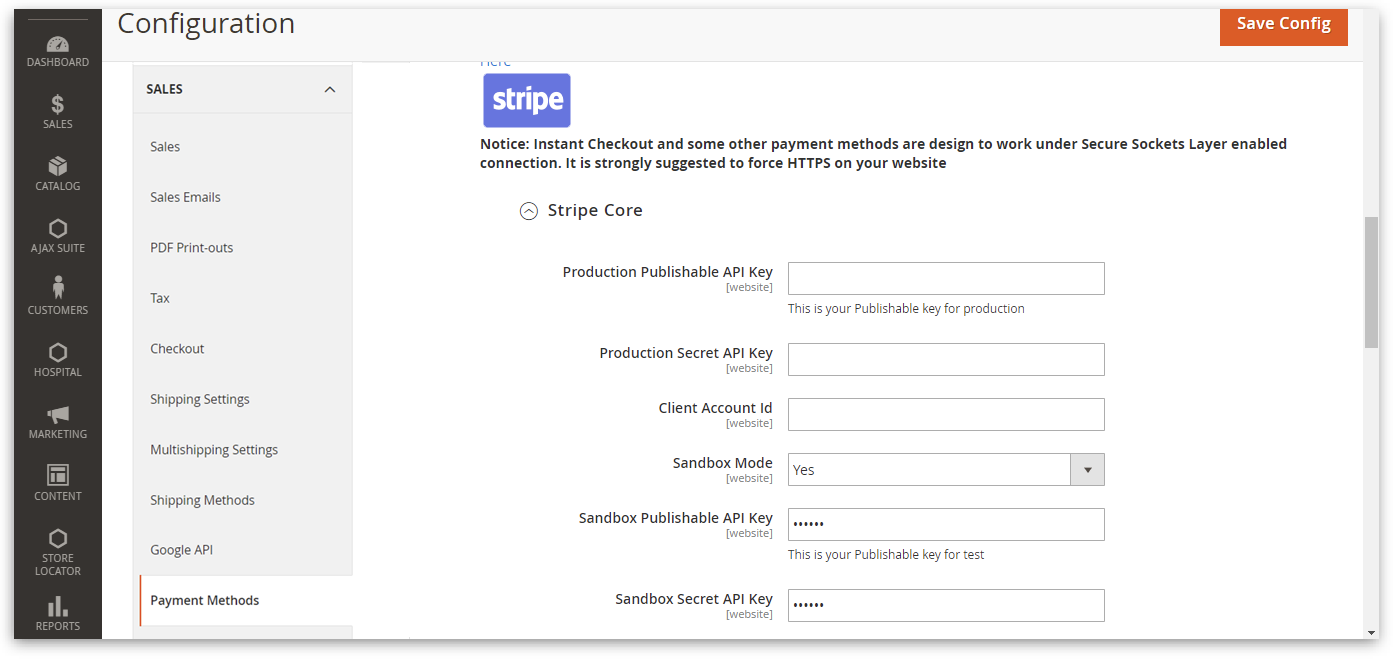 Configuration
Save Config
DASHBOARD
SALES
CATALOG
AJAX SUITE
CUSTOMERS
HOSPITAL
MARKETING
CONTENT
STORE
LOCATOR
REPORTS
SALES
Sales
Sales Emails
PDF Print-outs
Tax
Checkout
Shipping Settings
Multishipping Settings
Shipping Methods
Google API
Payment Methods
Here
stripe
Notice: Instant Checkout and some other payment methods are design to work under Secure Sockets Layer enabled
connection. It is strongly suggested to force HTTPS on your website
Stripe Core
Production Publishable API Key
[website]
This is your Publishable key for production
Production Secret API Key
[website]
Client Account Id
[website]
Sandbox Mode
[website]
Yes
Sandbox Publishable API Key
[website]
••••••
This is your Publishable key for test
Sandbox Secret API Key
[website]
••••••